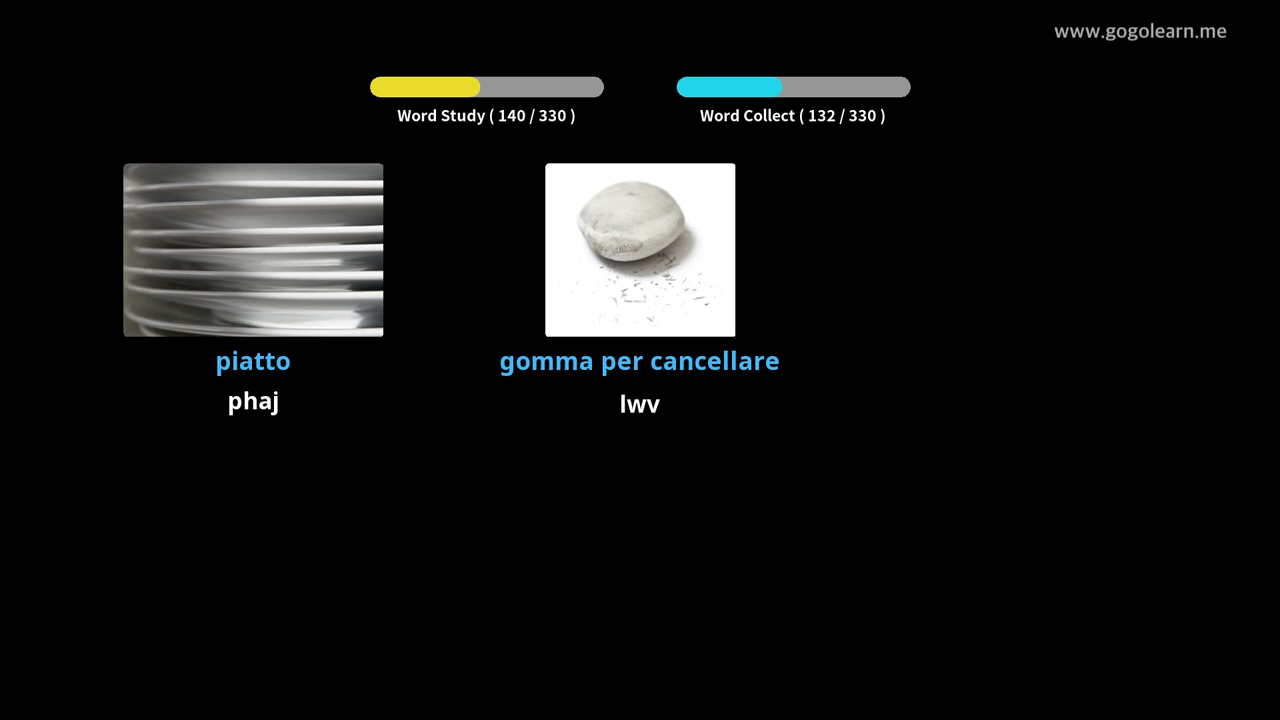 www.gogolearn.me
Word Study ( 140 / 330 )
Word Collect ( 132 / 330 )
piatto
phaj
gomma per cancellare
lwv